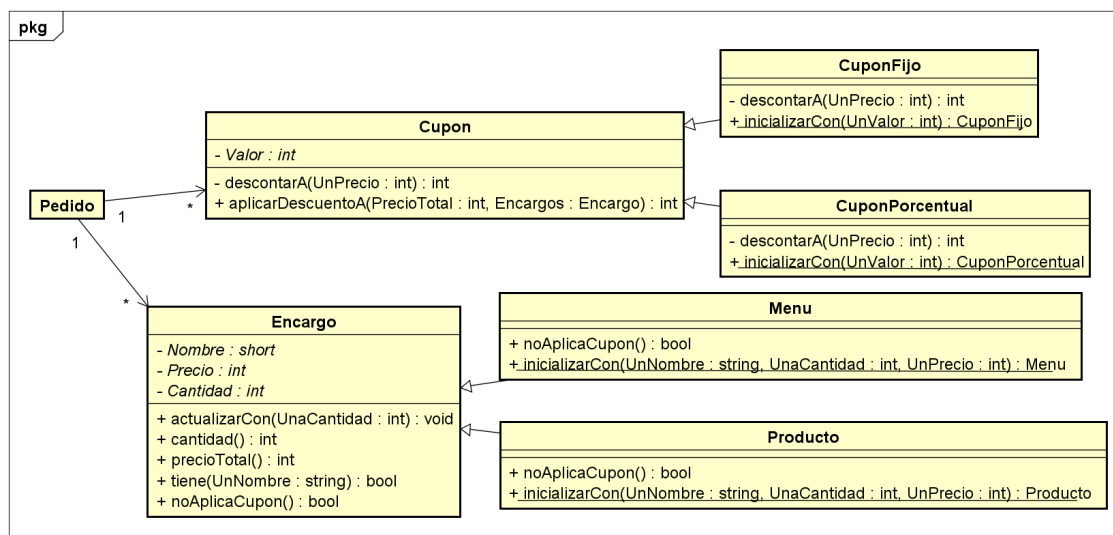 pkg
CuponFijo
- descontarA(UnPrecio : int) : int
+ inicializarCon(UnValor : int) : CuponFijo
Cupon
- Valor : int
- descontarA(UnPrecio : int) : int
+ aplicarDescuentoA(PrecioTotal : int, Encargos : Encargo) : int
Pedido
1
*
1
*
CuponPorcentual
- descontarA(UnPrecio : int) : int
+ inicializarCon(UnValor : int) : CuponPorcentual
Encargo
- Nombre : short
- Precio : int
- Cantidad : int
+ actualizarCon(UnaCantidad : int) : void
+ cantidad() : int
+ precioTotal() : int
+ tiene(UnNombre : string) : bool
+ noAplicaCupon() : bool
Menu
+ noAplicaCupon() : bool
+ inicializarCon(UnNombre : string, UnaCantidad : int, UnPrecio : int) : Menu
Producto
+ noAplicaCupon() : bool
+ inicializarCon(UnNombre : string, UnaCantidad : int, UnPrecio : int) : Producto